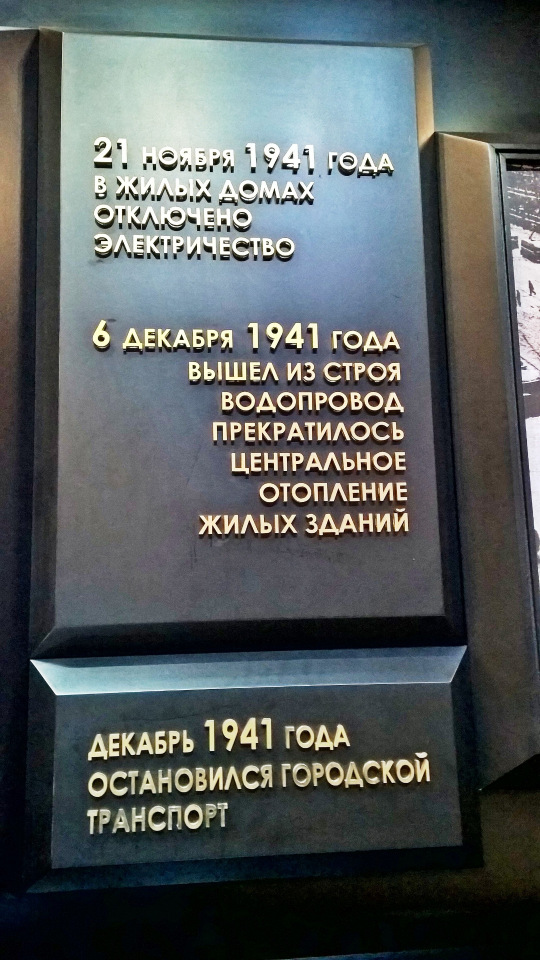 21 НОЯБРЯ 1941 ГОДА
В ЖИЛЫХ ДОМАХ
ОТКЛЮЧЕНО
ЭЛЕКТРИЧЕСТВО
6 ДЕКАБРЯ 1941 ГОДА
ВЫШЕЛ ИЗ СТРОЯ
ВОДОПРОВОД
ПРЕКРАТИЛОСЬ
ЦЕНТРАЛЬНОЕ
ОТОПЛЕНИЕ
ЖИЛЫХ ЗДАНИЙ
ДЕКАБРЬ 1941 ГОДА
ОСТАНОВИЛСЯ ГОРОДСКОЙ
ТРАНСПОРТ